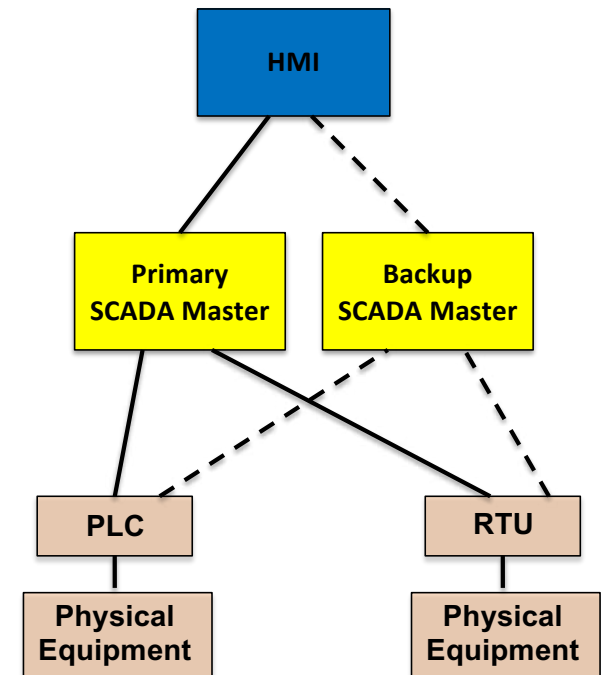 HMI
Primary
SCADA Master
Backup
SCADA Master
PLC
RTU
Physical
Equipment
Physical
Equipment